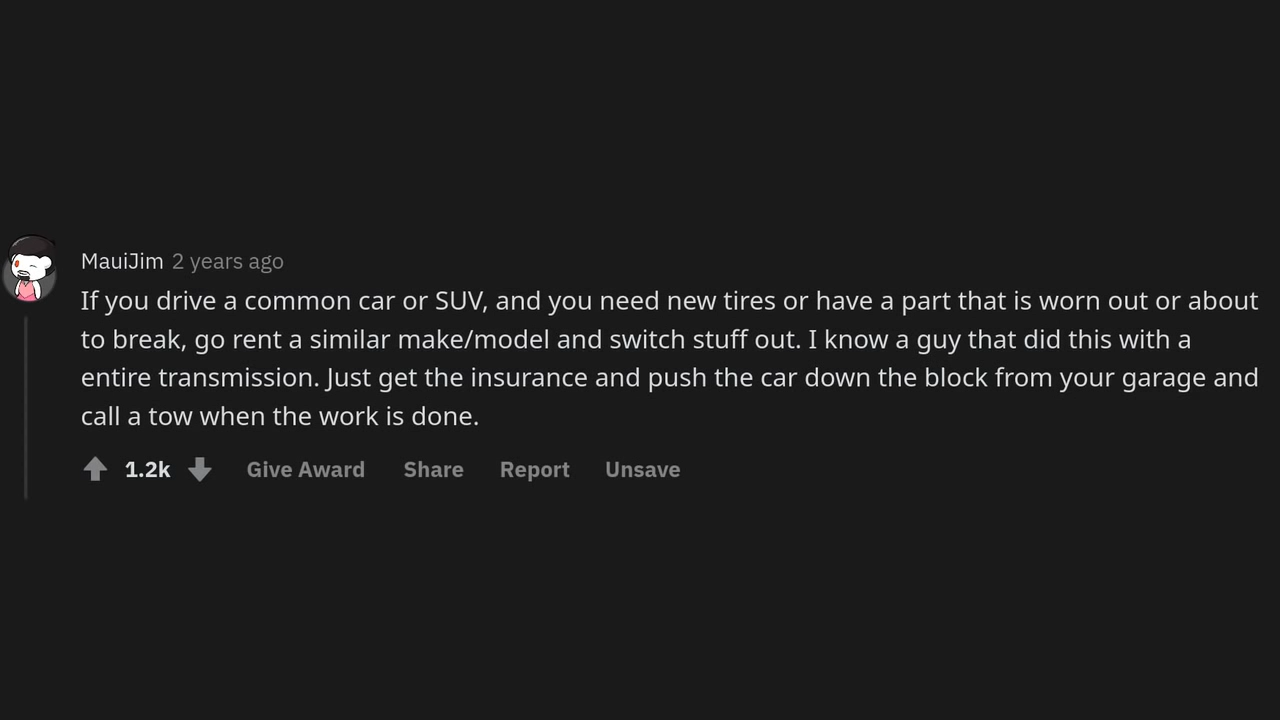 MauiJim 2 years ago
If you drive a common car or SUV, and you need new tires or have a part that is worn out or about
to break, go rent a similar make/model and switch stuff out. I know a guy that did this with a
entire transmission. Just get the insurance and push the car down the block from your garage and
call a tow when the work is done.
1.2k Give Award Share Report Unsave